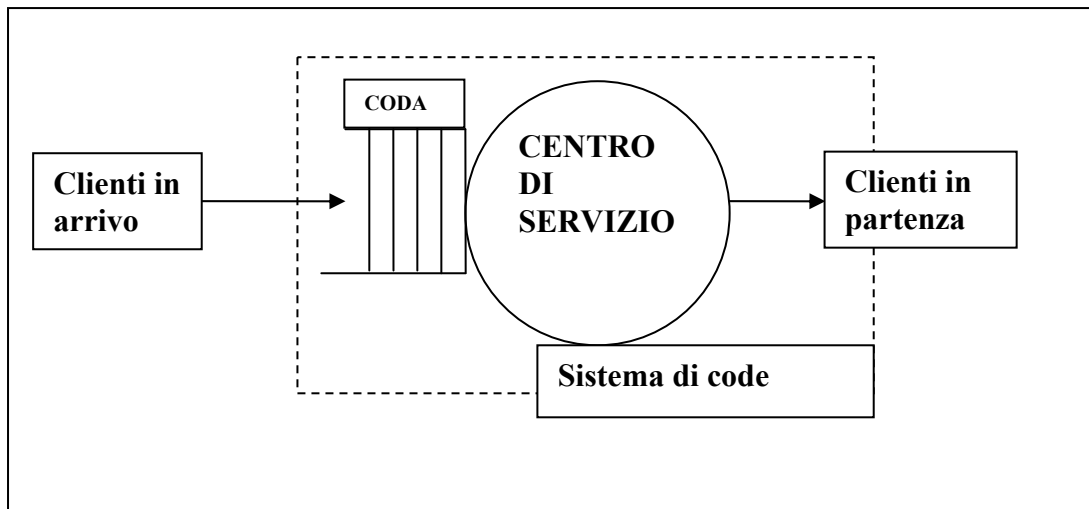 CODA
CENTRO
DI
SERVIZIO
Clienti in
arrivo
Clienti in
partenza
Sistema di code